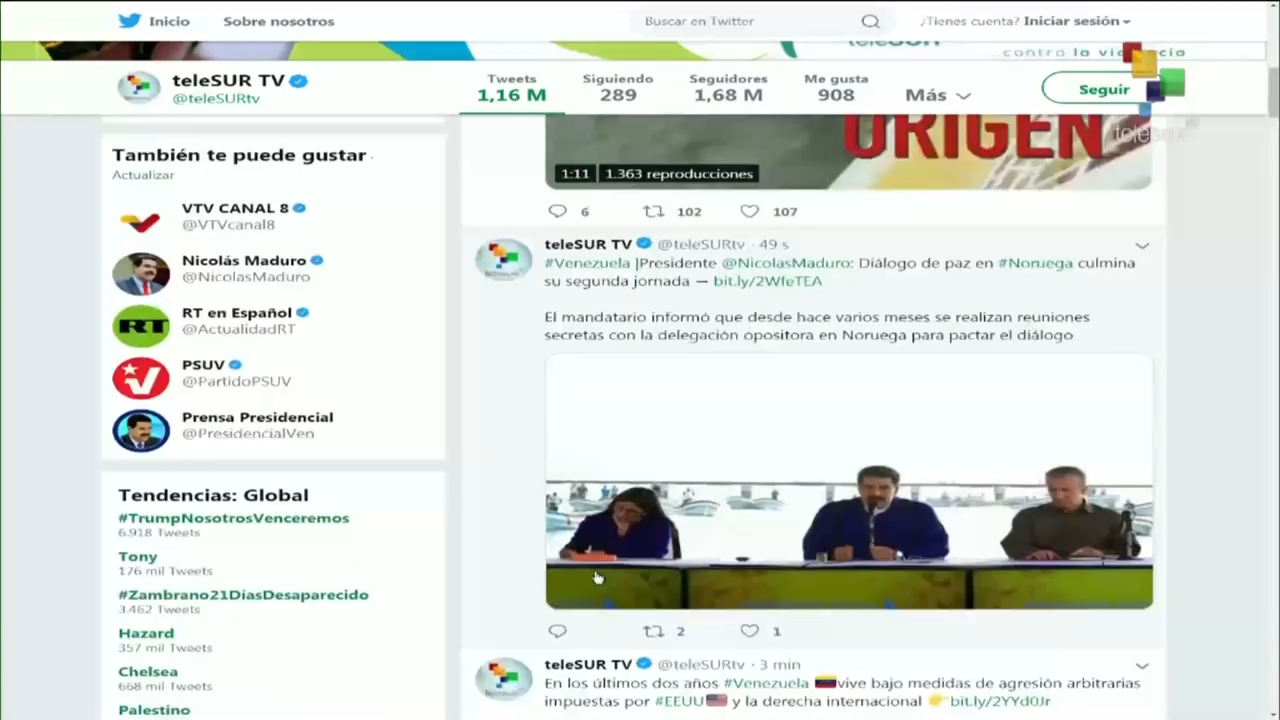 Inicio
Sobre nosotros
Buscar en Twitter
¿Tienes cuenta? Iniciar sesión
teleSUR
contra la violencia
teleSUR TV
@teleSURtv
Tweets
1,16 M
Siguiendo
289
Seguidores
1,68 M
Me gusta
908
Más
Seguir
teleSUR
También te puede gustar ·
Actualizar
VTV CANAL 8
@VTVcanal8
Nicolás Maduro
@NicolasMaduro
RT
RT en Español
@ActualidadRT
PSUV
@PartidoPSUV
Prensa Presidencial
@PresidencialVen
Tendencias: Global
#TrumpNosotrosVenceremos
6.918 Tweets
Tony
176 mil Tweets
#Zambrano21DíasDesaparecido
3.462 Tweets
Hazard
357 mil Tweets
Chelsea
668 mil Tweets
Palestino
ORIGEN
1:11 1.363 reproducciones
6 102 107
teleSUR TV @teleSURtv · 49 s
#Venezuela |Presidente @NicolasMaduro: Diálogo de paz en #Noruega culmina
su segunda jornada — bit.ly/2WfeTEA
El mandatario informó que desde hace varios meses se realizan reuniones
secretas con la delegación opositora en Noruega para pactar el diálogo
2 1
teleSUR TV @teleSURtv · 3 min
En los últimos dos años #Venezuela vive bajo medidas de agresión arbitrarias
impuestas por #EEUU y la derecha internacional bit.ly/2YYd0Jr